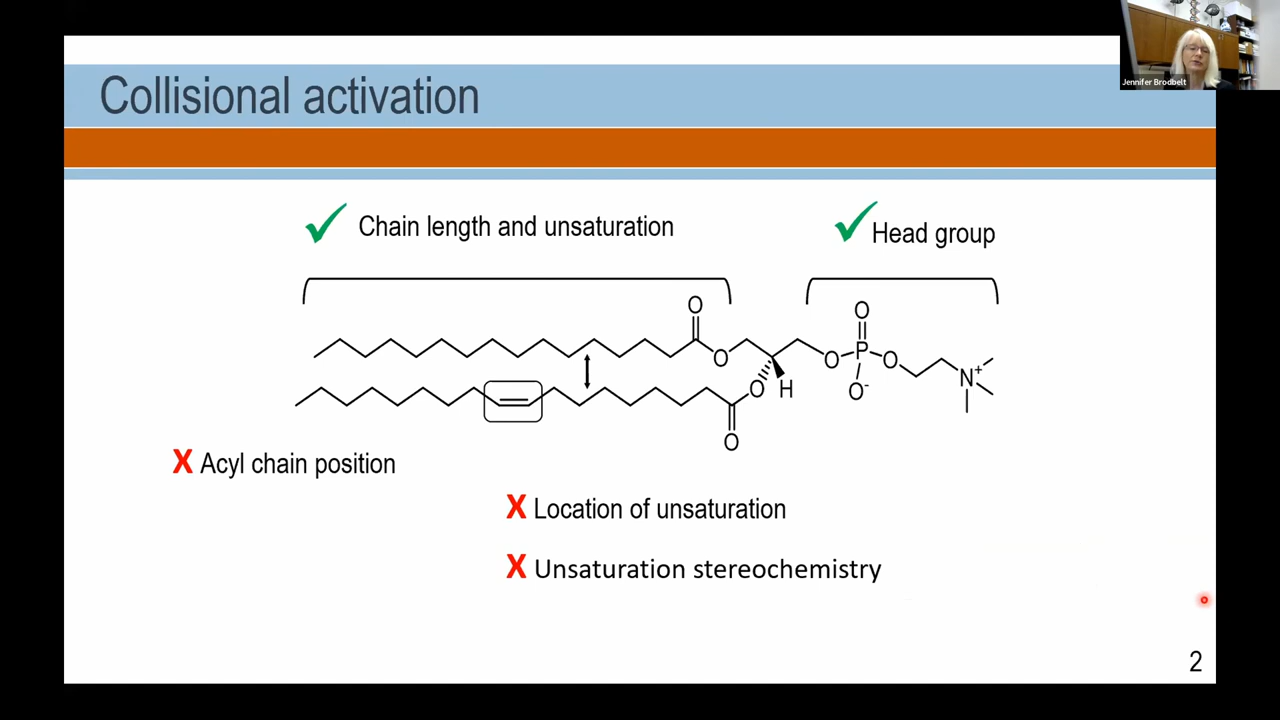 Jennifer Brodbelt
Collisional activation
Chain length and unsaturation
Head group
O
O
O
O
O
P
O
O-
N+
H
X Acyl chain position
X Location of unsaturation
X Unsaturation stereochemistry
2